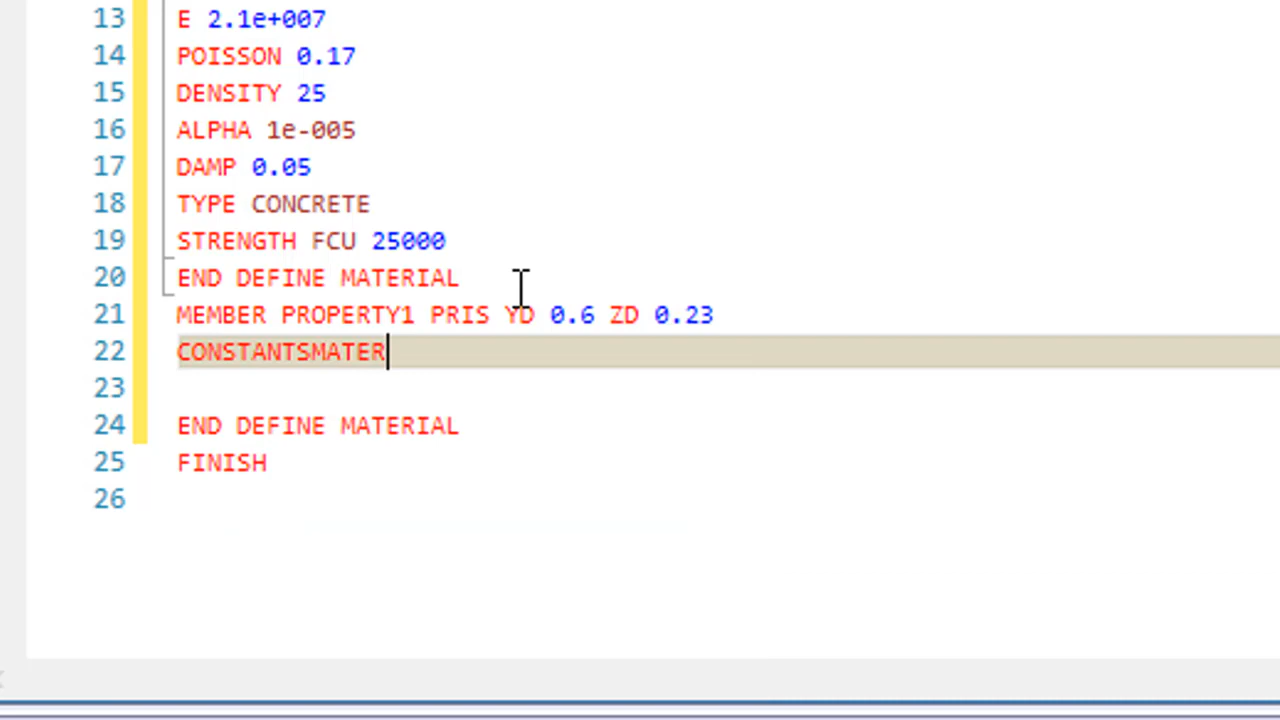 13 E 2.1e+007
14 POISSON 0.17
15 DENSITY 25
16 ALPHA 1e-005
17 DAMP 0.05
18 TYPE CONCRETE
19 STRENGTH FCU 25000
20 END DEFINE MATERIAL
21 MEMBER PROPERTY1 PRIS YD 0.6 ZD 0.23
22 CONSTANTSMATER
23
24 END DEFINE MATERIAL
25 FINISH
26